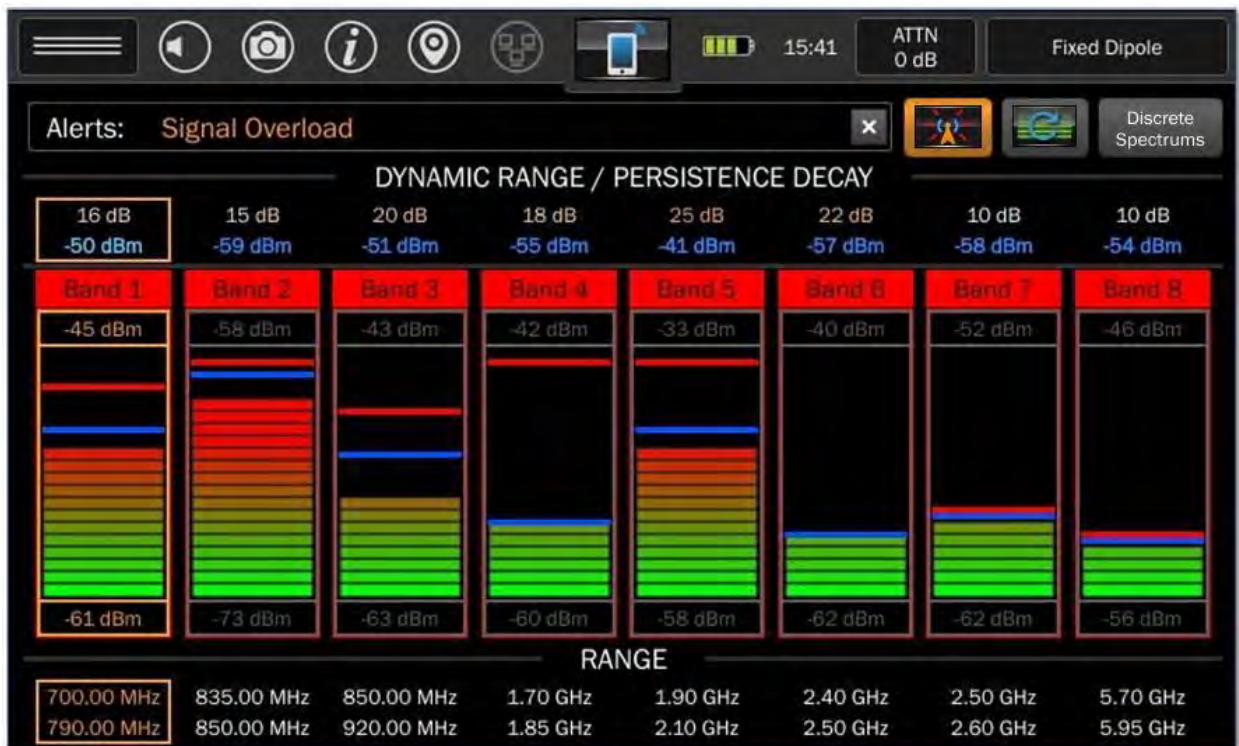 15:41
ATTN
0 dB
Fixed Dipole
Alerts: Signal Overload
Discrete
Spectrums
DYNAMIC RANGE / PERSISTENCE DECAY
16 dB 15 dB 20 dB 18 dB 25 dB 22 dB 10 dB 10 dB
-50 dBm -59 dBm -51 dBm -55 dBm -41 dBm -57 dBm -58 dBm -54 dBm
Band 1 Band 2 Band 3 Band 4 Band 5 Band 6 Band 7 Band 8
-45 dBm -58 dBm -43 dBm -42 dBm -33 dBm -40 dBm -52 dBm -46 dBm
-61 dBm -73 dBm -63 dBm -60 dBm -58 dBm -62 dBm -62 dBm -56 dBm
RANGE
700.00 MHz 835.00 MHz 850.00 MHz 1.70 GHz 1.90 GHz 2.40 GHz 2.50 GHz 5.70 GHz
790.00 MHz 850.00 MHz 920.00 MHz 1.85 GHz 2.10 GHz 2.50 GHz 2.60 GHz 5.95 GHz